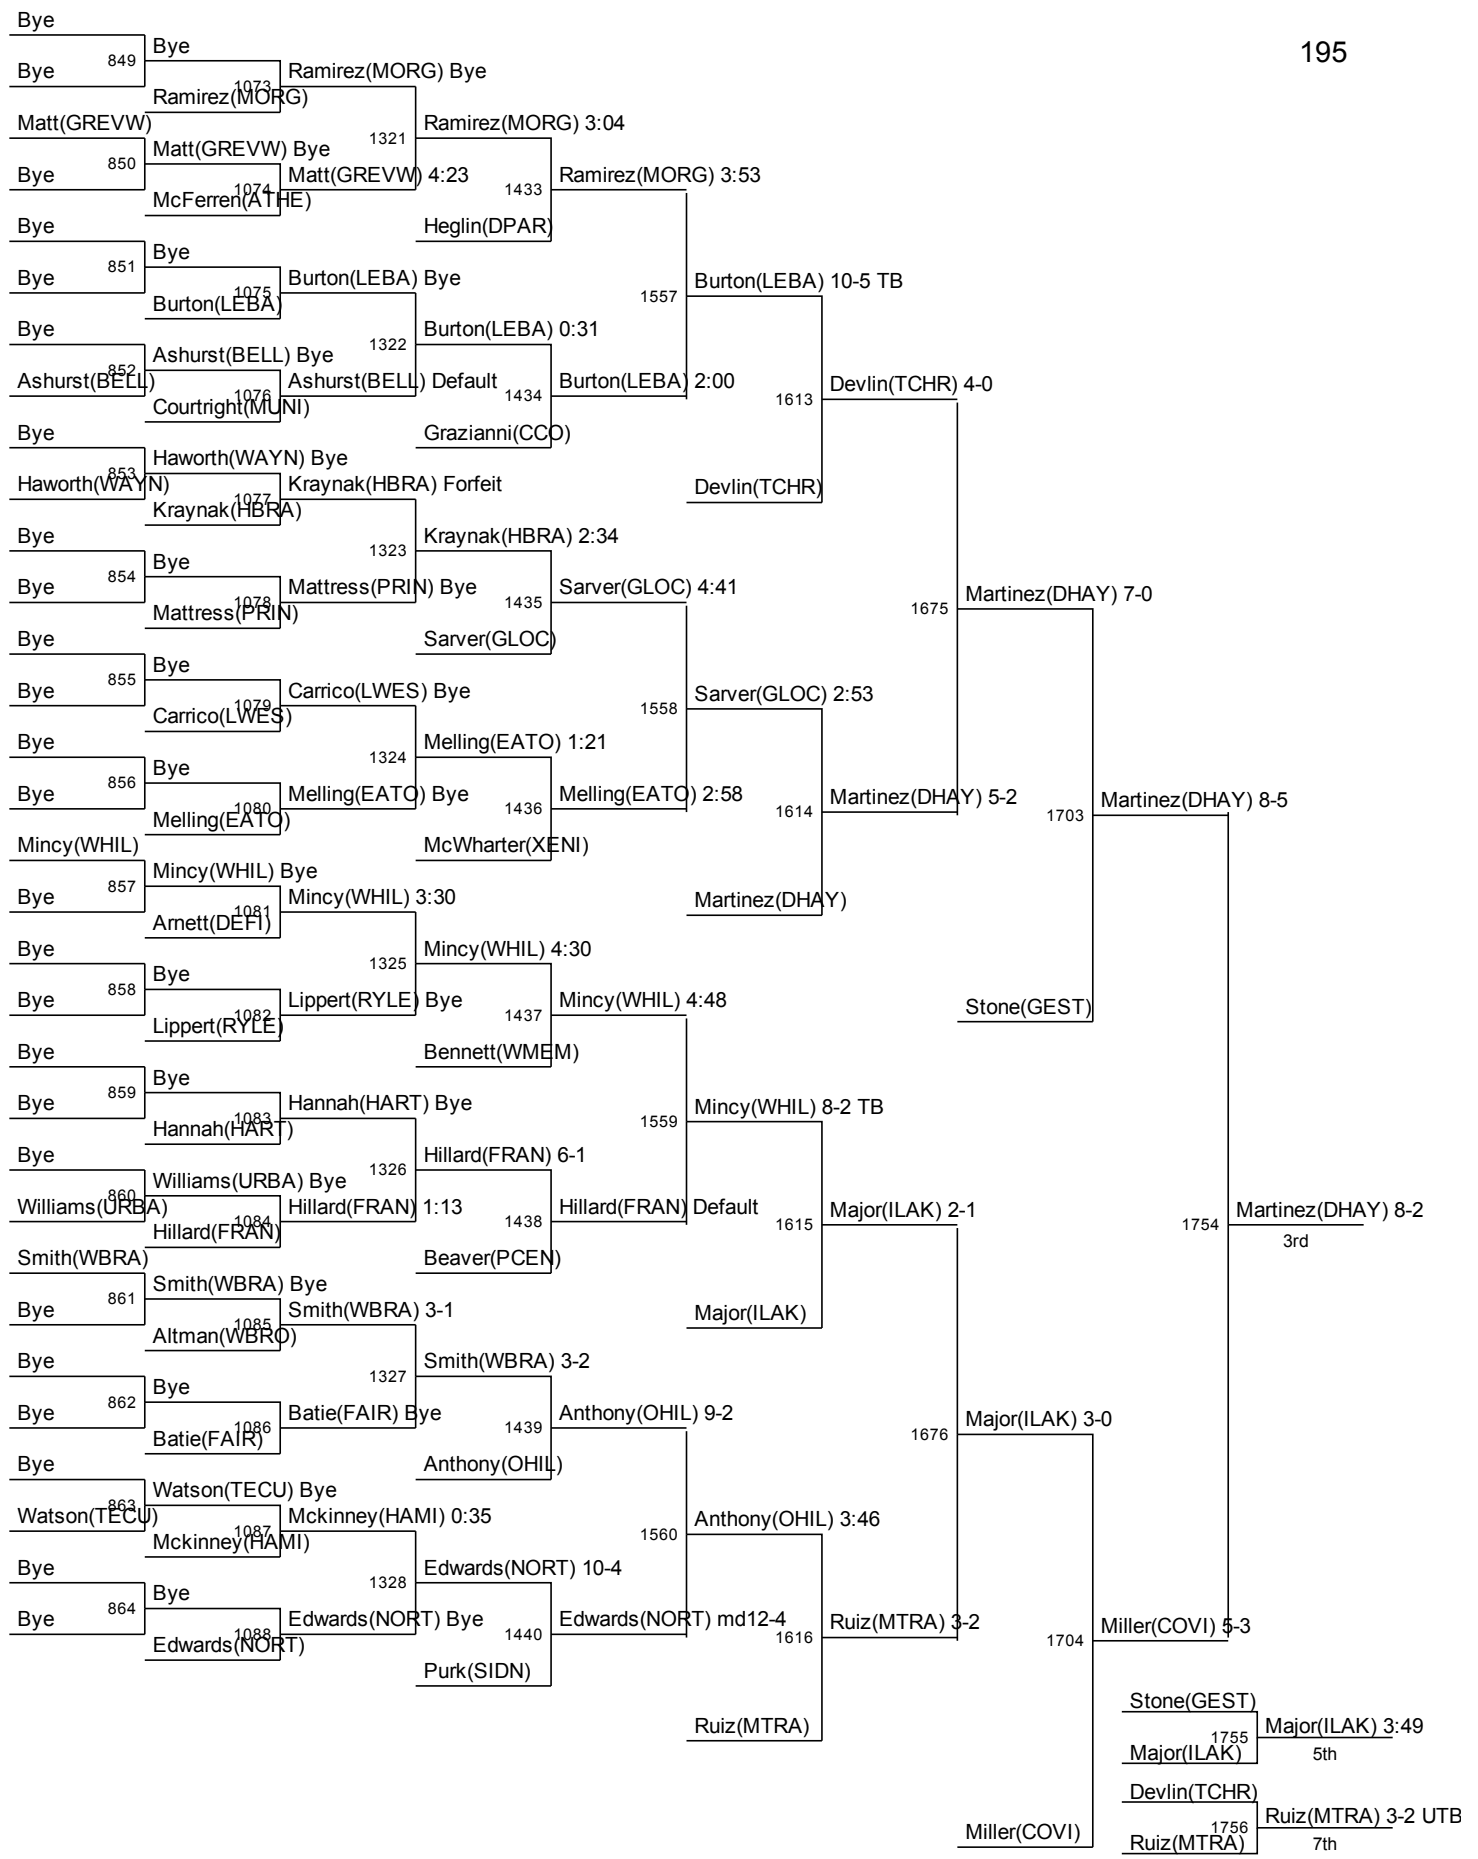 195
Bye
849
Bye
Bye
1073
Ramirez(MORG)
Ramirez(MORG) Bye
Matt(GREVW)
850
Bye
Matt(GREVW) Bye
1074
McFerren(ATHE)
Matt(GREVW) 4:23
1321
Ramirez(MORG) 3:04
1433
Heglin(DPAR)
Ramirez(MORG) 3:53
Bye
851
Bye
Bye
1075
Burton(LEBA)
Burton(LEBA) Bye
Bye
852
Ashurst(BELL)
Ashurst(BELL) Bye
1076
Courtright(MUNI)
Ashurst(BELL) Default
1322
Burton(LEBA) 0:31
1434
Grazianni(CCO)
Burton(LEBA) 2:00
1557
Burton(LEBA) 10-5 TB
1613
Devlin(TCHR)
Devlin(TCHR) 4-0
Bye
853
Haworth(WAYN)
Haworth(WAYN) Bye
1077
Kraynak(HBRA)
Kraynak(HBRA) Forfeit
Bye
854
Bye
Bye
1078
Mattress(PRIN)
Mattress(PRIN) Bye
1323
Kraynak(HBRA) 2:34
1435
Sarver(GLOC)
Sarver(GLOC) 4:41
Bye
855
Bye
Bye
1079
Carrico(LWES)
Carrico(LWES) Bye
Bye
856
Bye
Bye
1080
Melling(EATO)
Melling(EATO) Bye
1324
Melling(EATO) 1:21
1436
McWharter(XENI)
Melling(EATO) 2:58
1558
Sarver(GLOC) 2:53
1614
Martinez(DHAY)
Martinez(DHAY) 5-2
1675
Martinez(DHAY) 7-0
1703
Stone(GEST)
Martinez(DHAY) 8-5
Mincy(WHIL)
857
Bye
Mincy(WHIL) Bye
1081
Arnett(DEFI)
Mincy(WHIL) 3:30
Bye
858
Bye
Bye
1082
Lippert(RYLE)
Lippert(RYLE) Bye
1325
Mincy(WHIL) 4:30
1437
Bennett(WMEM)
Mincy(WHIL) 4:48
Bye
859
Bye
Bye
1083
Hannah(HART)
Hannah(HART) Bye
Bye
860
Williams(URBA)
Williams(URBA) Bye
1084
Hillard(FRAN)
Hillard(FRAN) 1:13
1326
Hillard(FRAN) 6-1
1438
Beaver(PCEN)
Hillard(FRAN) Default
1559
Mincy(WHIL) 8-2 TB
1615
Major(ILAK)
Major(ILAK) 2-1
Smith(WBRA)
861
Bye
Smith(WBRA) Bye
1085
Altman(WBRO)
Smith(WBRA) 3-1
Bye
862
Bye
Bye
1086
Batie(FAIR)
Batie(FAIR) Bye
1327
Smith(WBRA) 3-2
1439
Anthony(OHIL)
Anthony(OHIL) 9-2
Bye
863
Watson(TECU)
Watson(TECU) Bye
1087
Mckinney(HAMI)
Mckinney(HAMI) 0:35
Bye
864
Bye
Bye
1088
Edwards(NORT)
Edwards(NORT) Bye
1328
Edwards(NORT) 10-4
1440
Purk(SIDN)
Edwards(NORT) md12-4
1560
Anthony(OHIL) 3:46
1616
Ruiz(MTRA)
Ruiz(MTRA) 3-2
1676
Major(ILAK) 3-0
1704
Miller(COVI)
Miller(COVI) 5-3
1754
Martinez(DHAY) 8-2
3rd
Stone(GEST)
1755
Major(ILAK)
Major(ILAK) 3:49
5th
Devlin(TCHR)
1756
Ruiz(MTRA)
Ruiz(MTRA) 3-2 UTB
7th